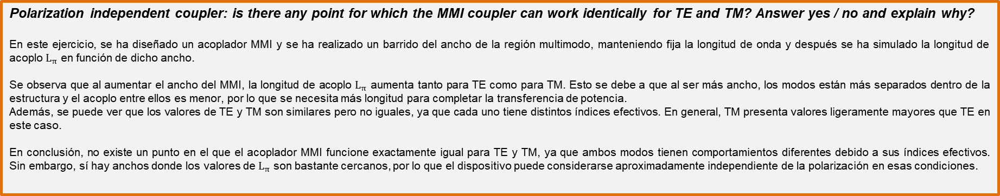 Polarization independent coupler: is there any point for which the MMI coupler can work identically for TE and TM? Answer yes / no and explain why?
En este ejercicio, se ha diseñado un acoplador MMI y se ha realizado un barrido del ancho de la región multimodo, manteniendo fija la longitud de onda y después se ha simulado la longitud de
acoplo Lπ en función de dicho ancho.
Se observa que al aumentar el ancho del MMI, la longitud de acoplo Lπ aumenta tanto para TE como para TM. Esto se debe a que al ser más ancho, los modos están más separados dentro de la
estructura y el acoplo entre ellos es menor, por lo que se necesita más longitud para completar la transferencia de potencia.
Además, se puede ver que los valores de TE y TM son similares pero no iguales, ya que cada uno tiene distintos índices efectivos. En general, TM presenta valores ligeramente mayores que TE en
este caso.
En conclusión, no existe un punto en el que el acoplador MMI funcione exactamente igual para TE y TM, ya que ambos modos tienen comportamientos diferentes debido a sus índices efectivos.
Sin embargo, sí hay anchos donde los valores de Lπ son bastante cercanos, por lo que el dispositivo puede considerarse aproximadamente independiente de la polarización en esas condiciones.